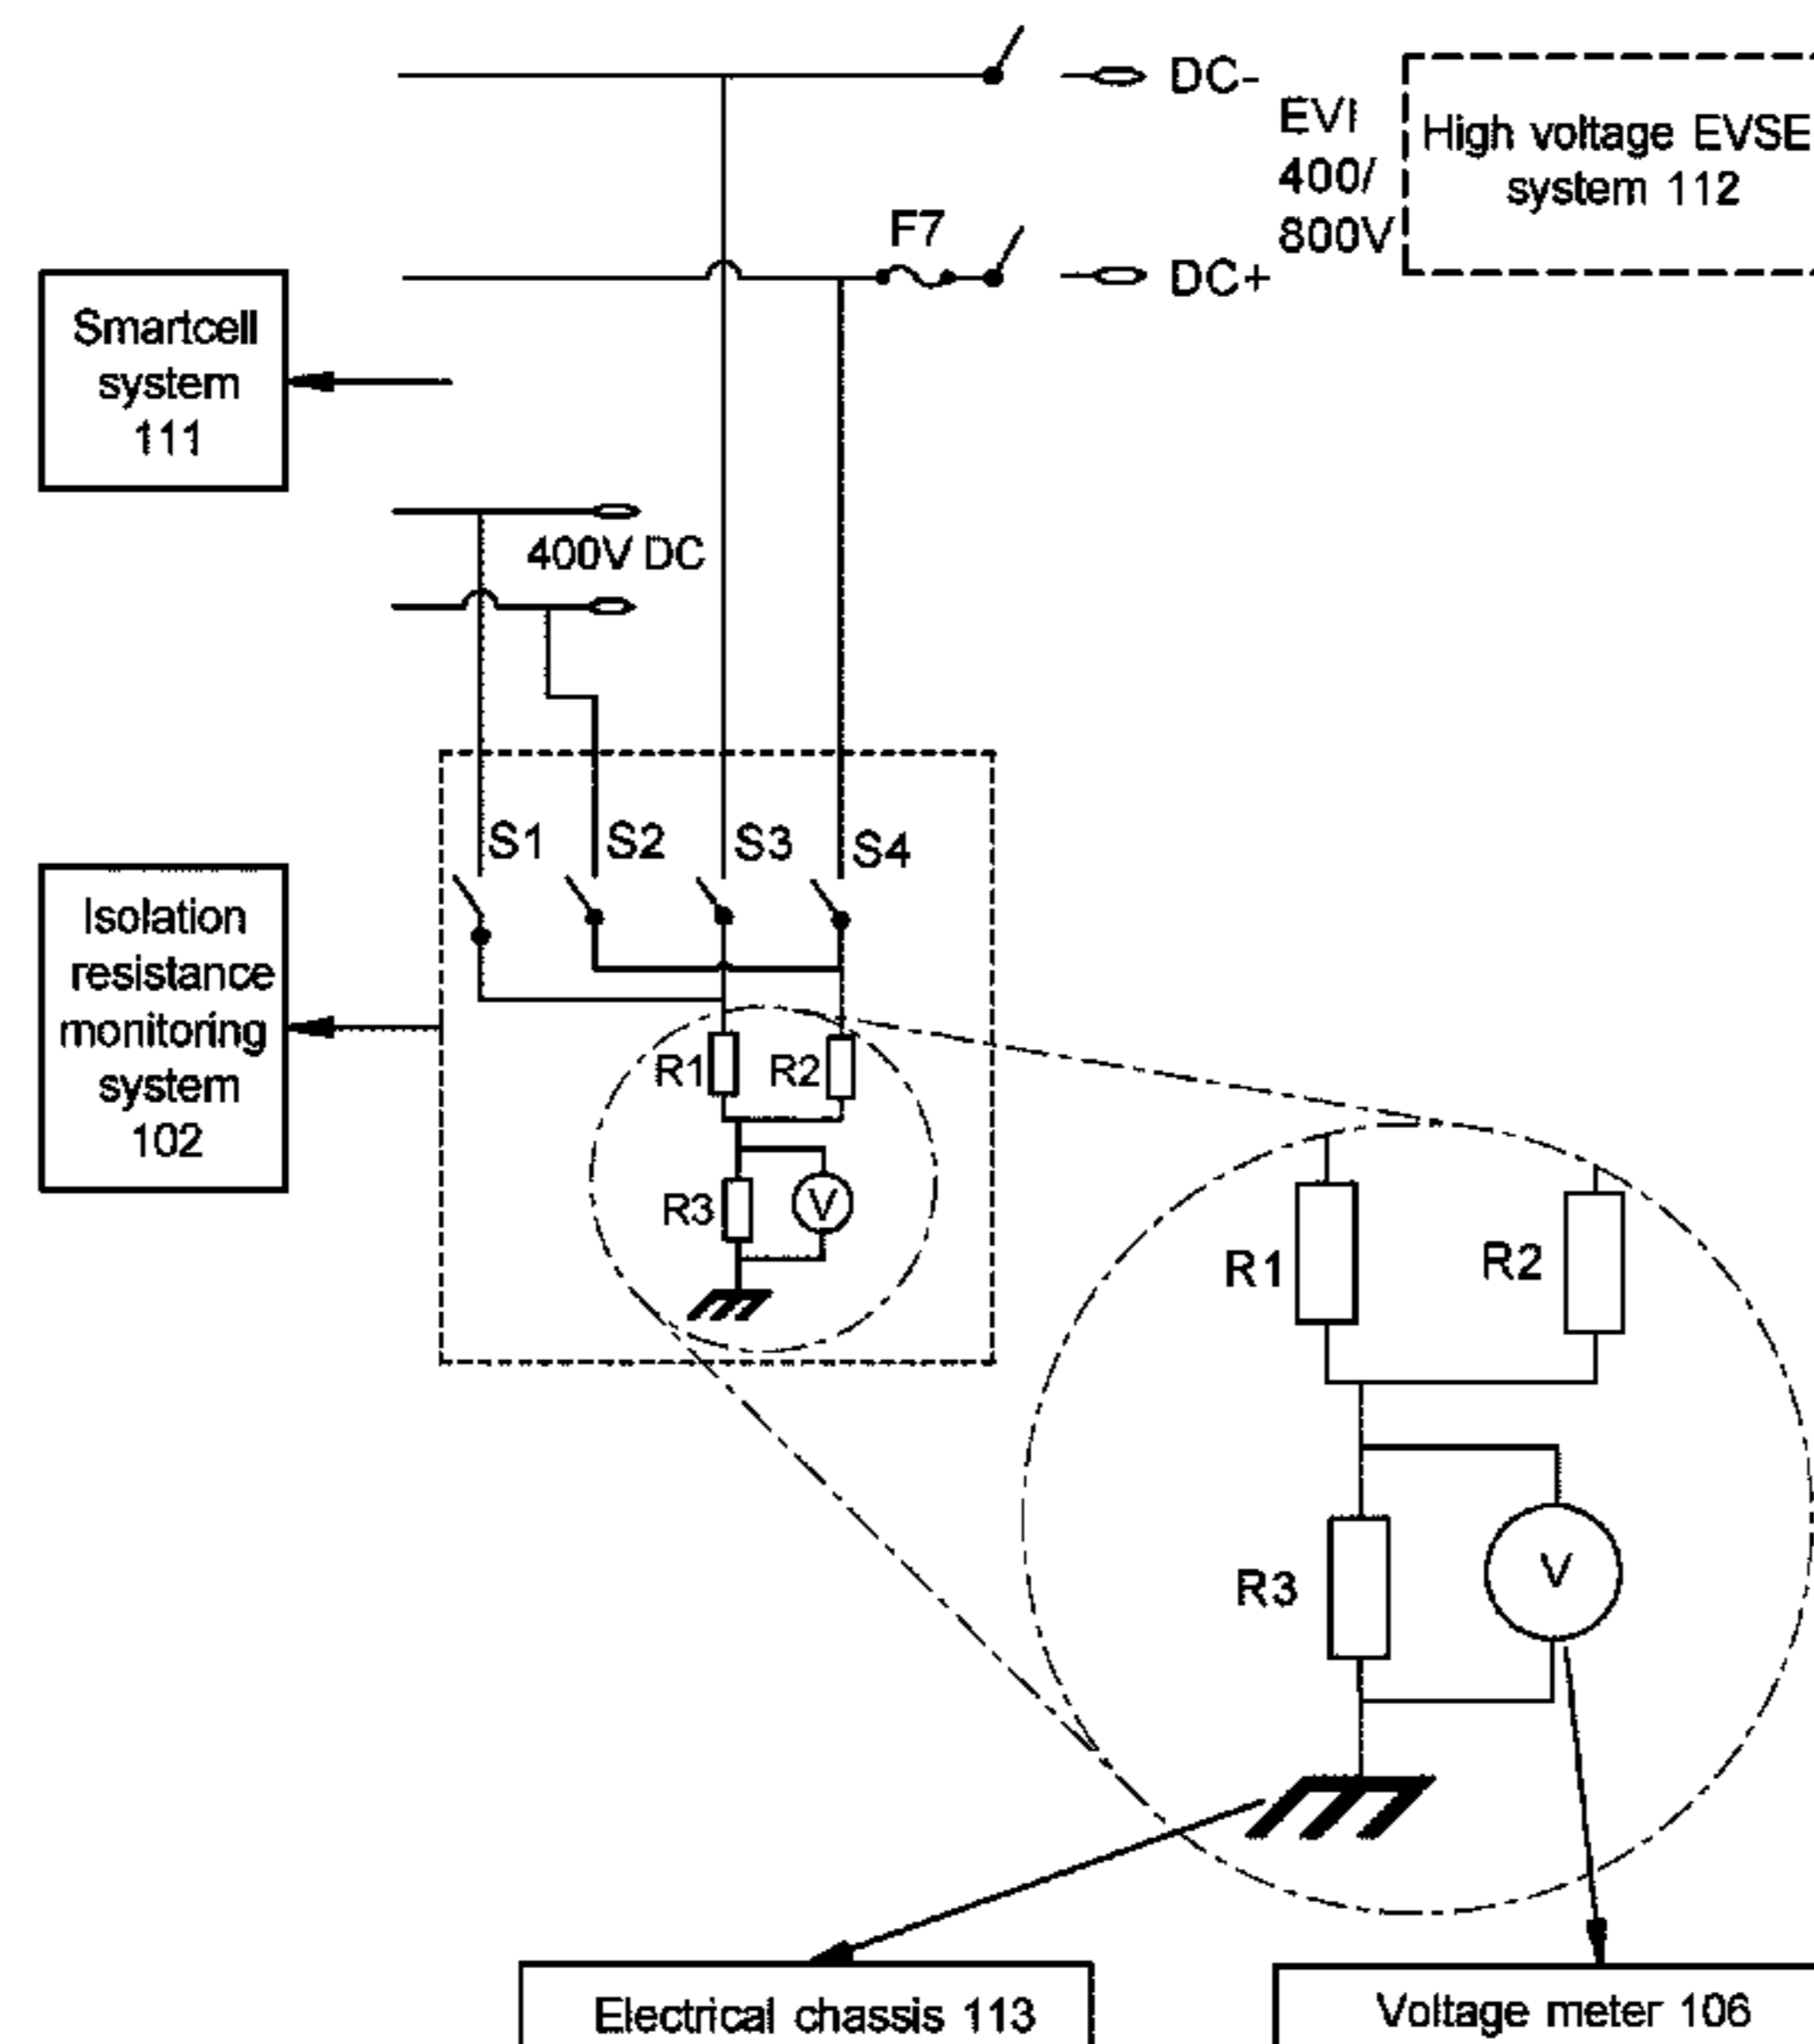 DC-
EVI
400/
800V
High voltage EVSE
system 112
F7
DC+
Smartcell
system
111
400V DC
S1
S2
S3
S4
Isolation
resistance
monitoring
system
102
R1
R2
R3
V
R1
R2
R3
V
Electrical chassis 113
Voltage meter 106